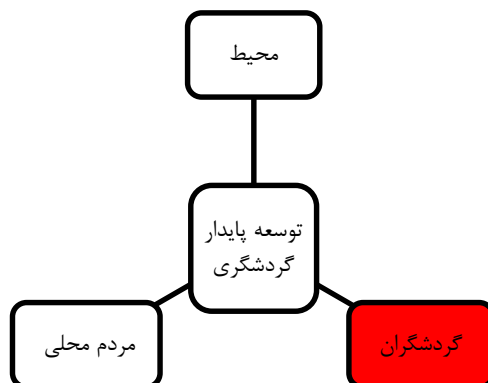 محیط
توسعه پایدار
گردشگری
گردشگران
مردم محلی